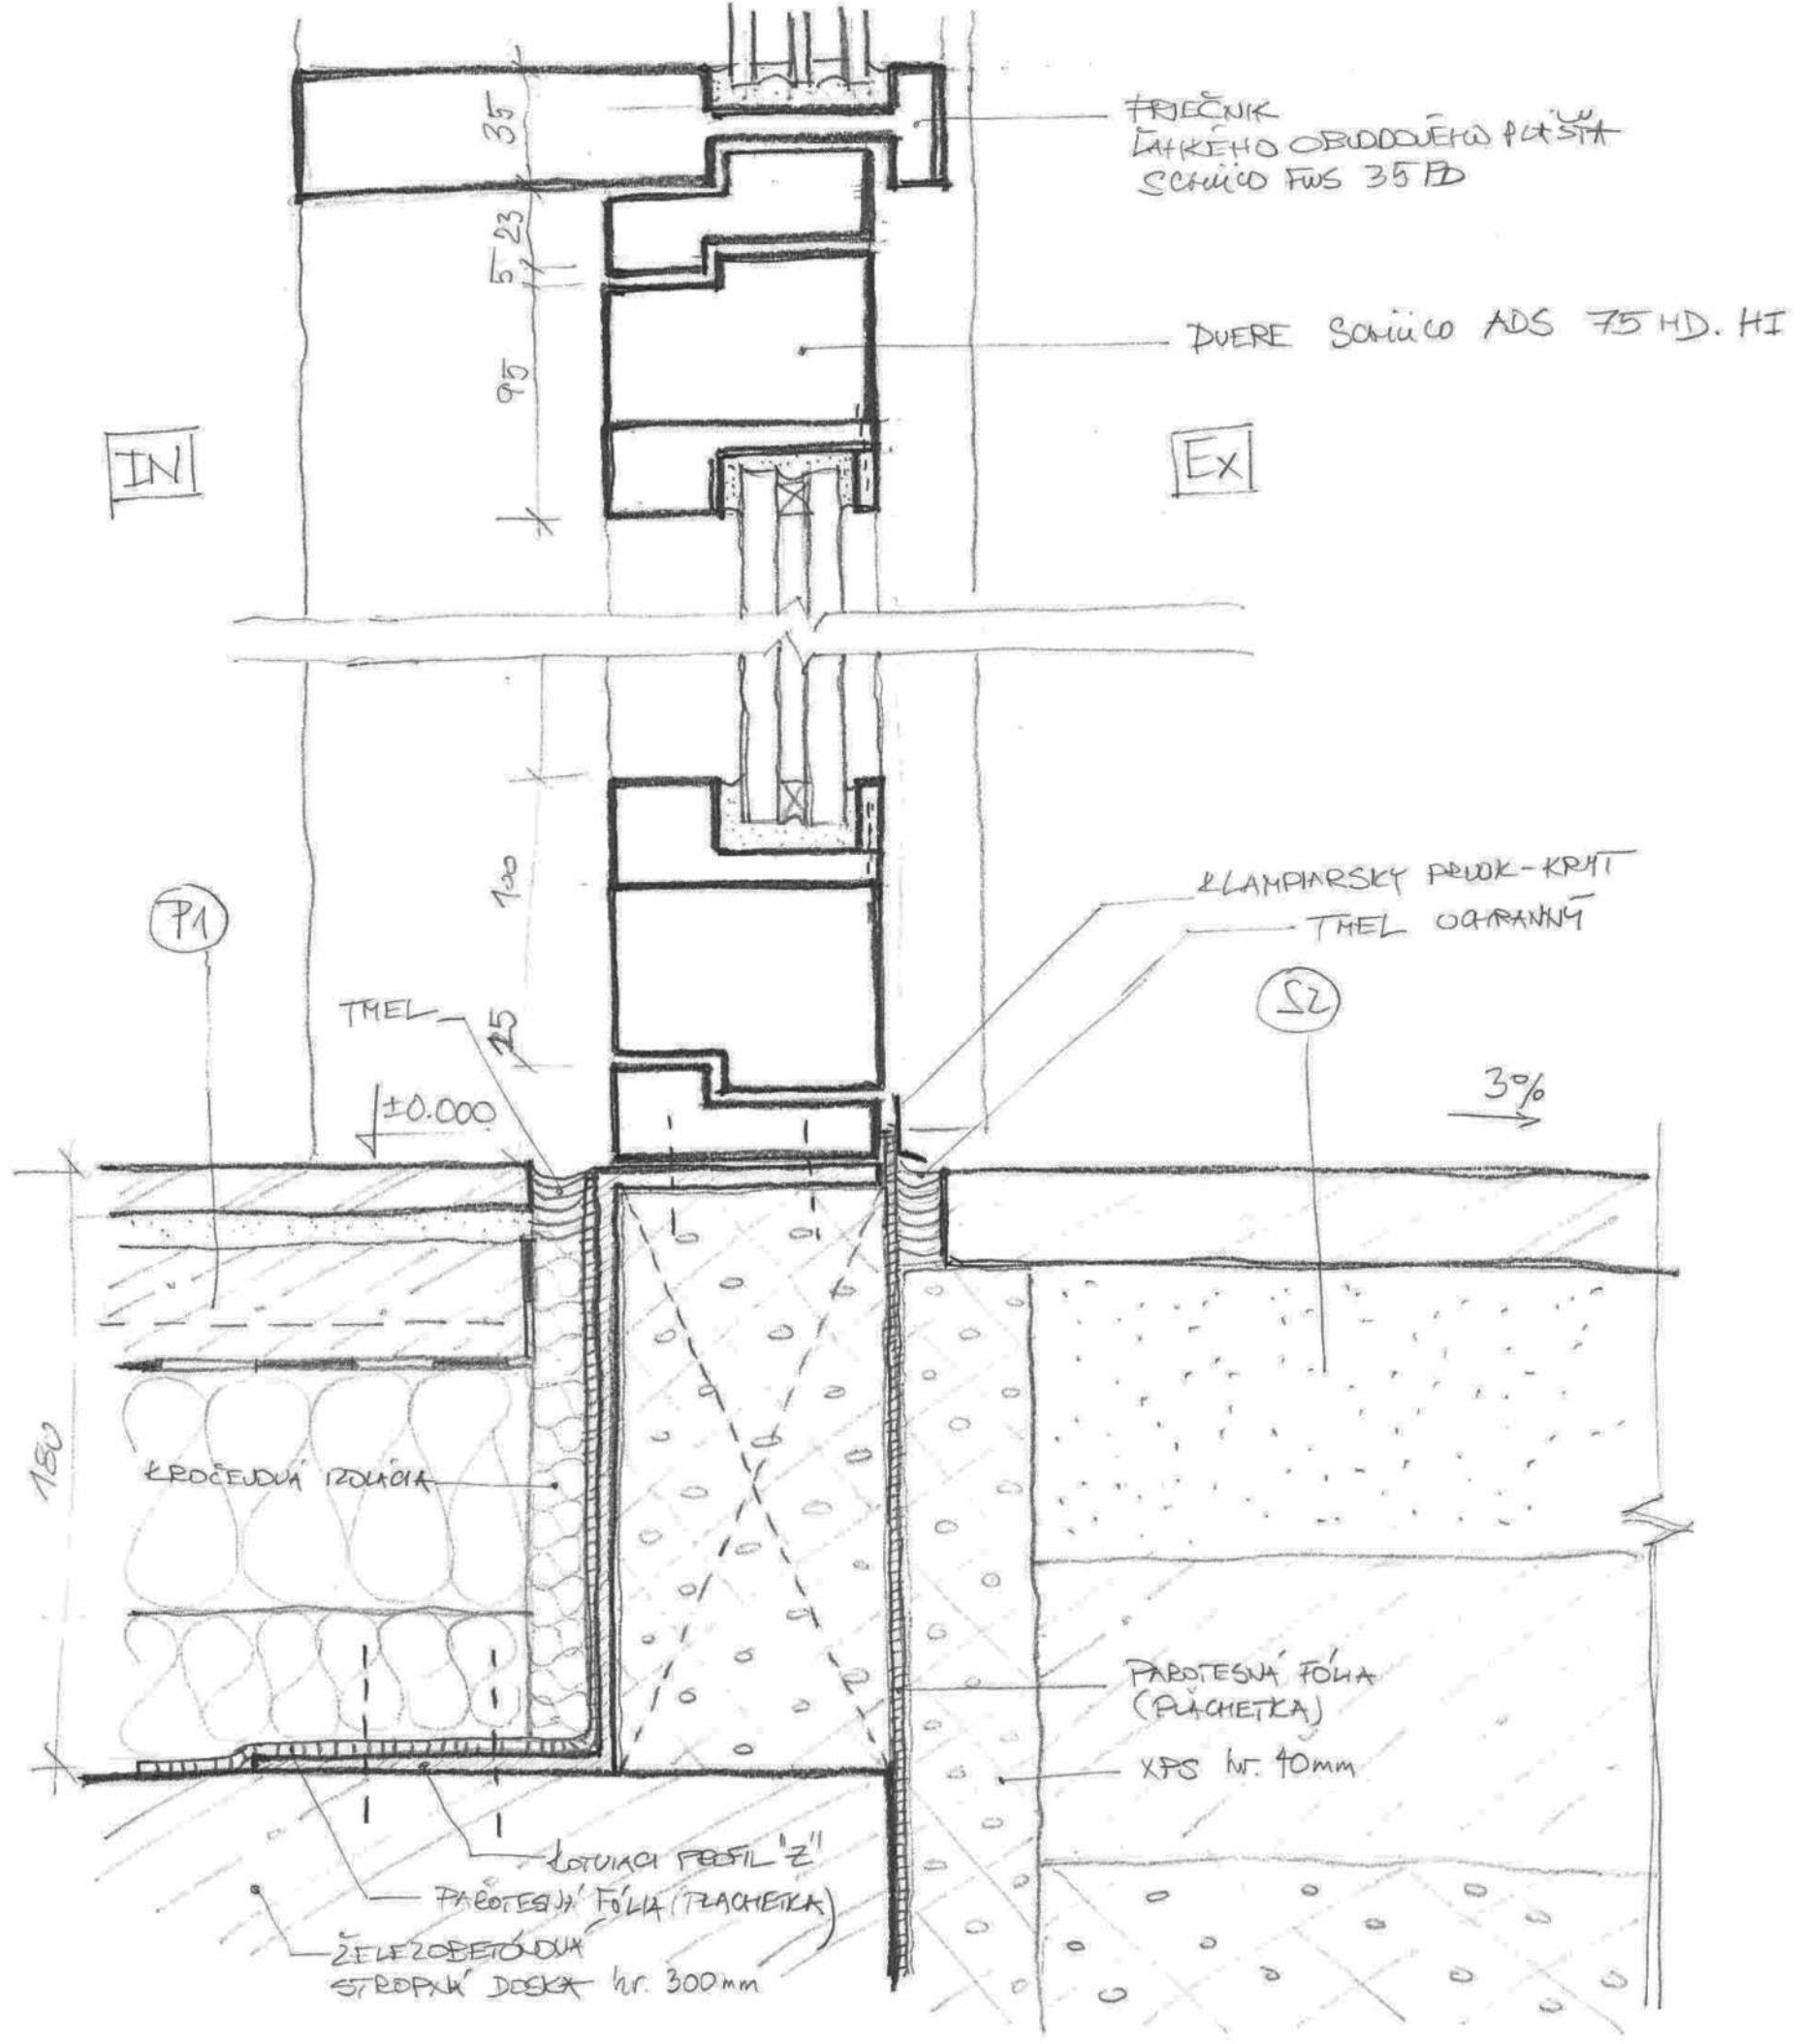 35
PRIEČNIK
ĽAHKÉHO OBVODOVÉHO PLÁŠŤA
SCHÜCO FWS 35 PD
23
5
DVERE SCHÜCO ADS 75 HD. HI
95
IN
Ex
KLAMPIARSKY PRVOK-KRYT
100
TMEL OCHRANNÝ
P1
S2
TMEL
25
3%
±0.000
180
KROČEJOVÁ IZOLÁCIA
PAROTESNÁ FÓLIA
(PLACHETKA)
XPS hr. 40mm
KOTVIACI PROFIL "Z"
PAROTESNÁ FÓLIA (PLACHETKA)
ŽELEZOBETÓNOVÁ
STROPNÁ DOSKA hr. 300mm